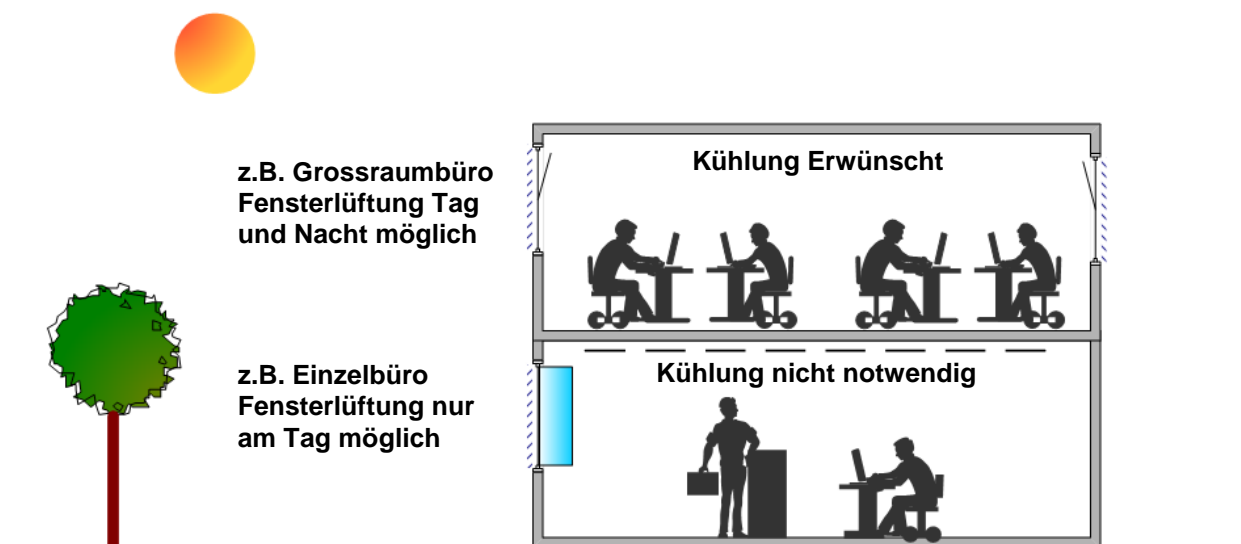 Kühlung Erwünscht
z.B. Grossraumbüro
Fensterlüftung Tag
und Nacht möglich
Kühlung nicht notwendig
z.B. Einzelbüro
Fensterlüftung nur
am Tag möglich